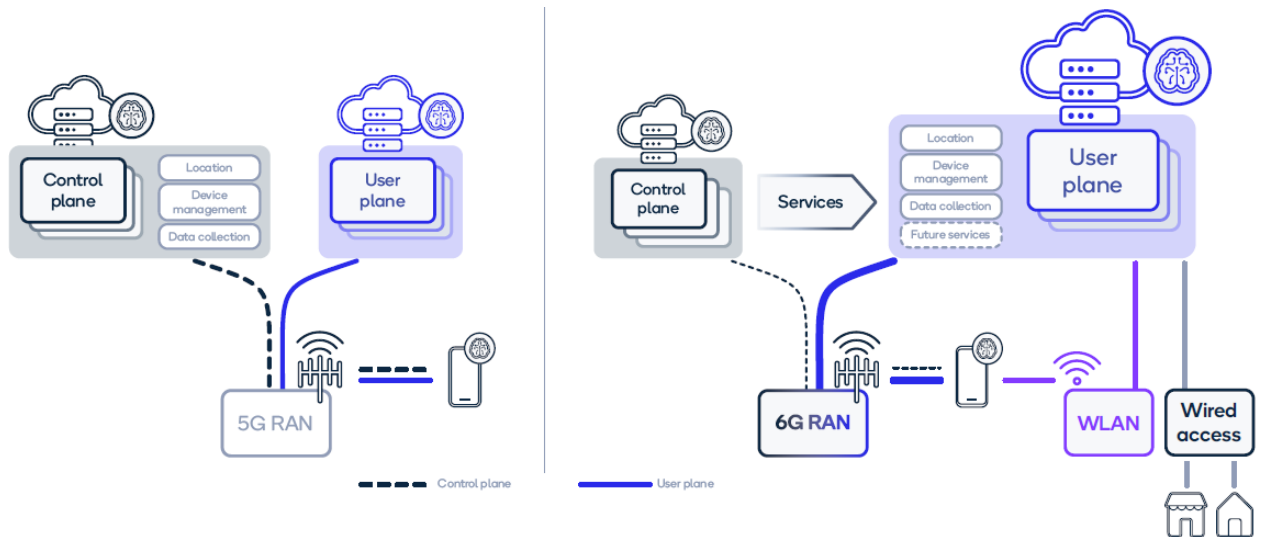 Control
plane
Location
Device
management
Data collection
User
plane
5G RAN
Control
plane
Services
Location
Device
management
Data collection
Future services
User
plane
6G RAN
WLAN
Wired
access
Control plane
User plane